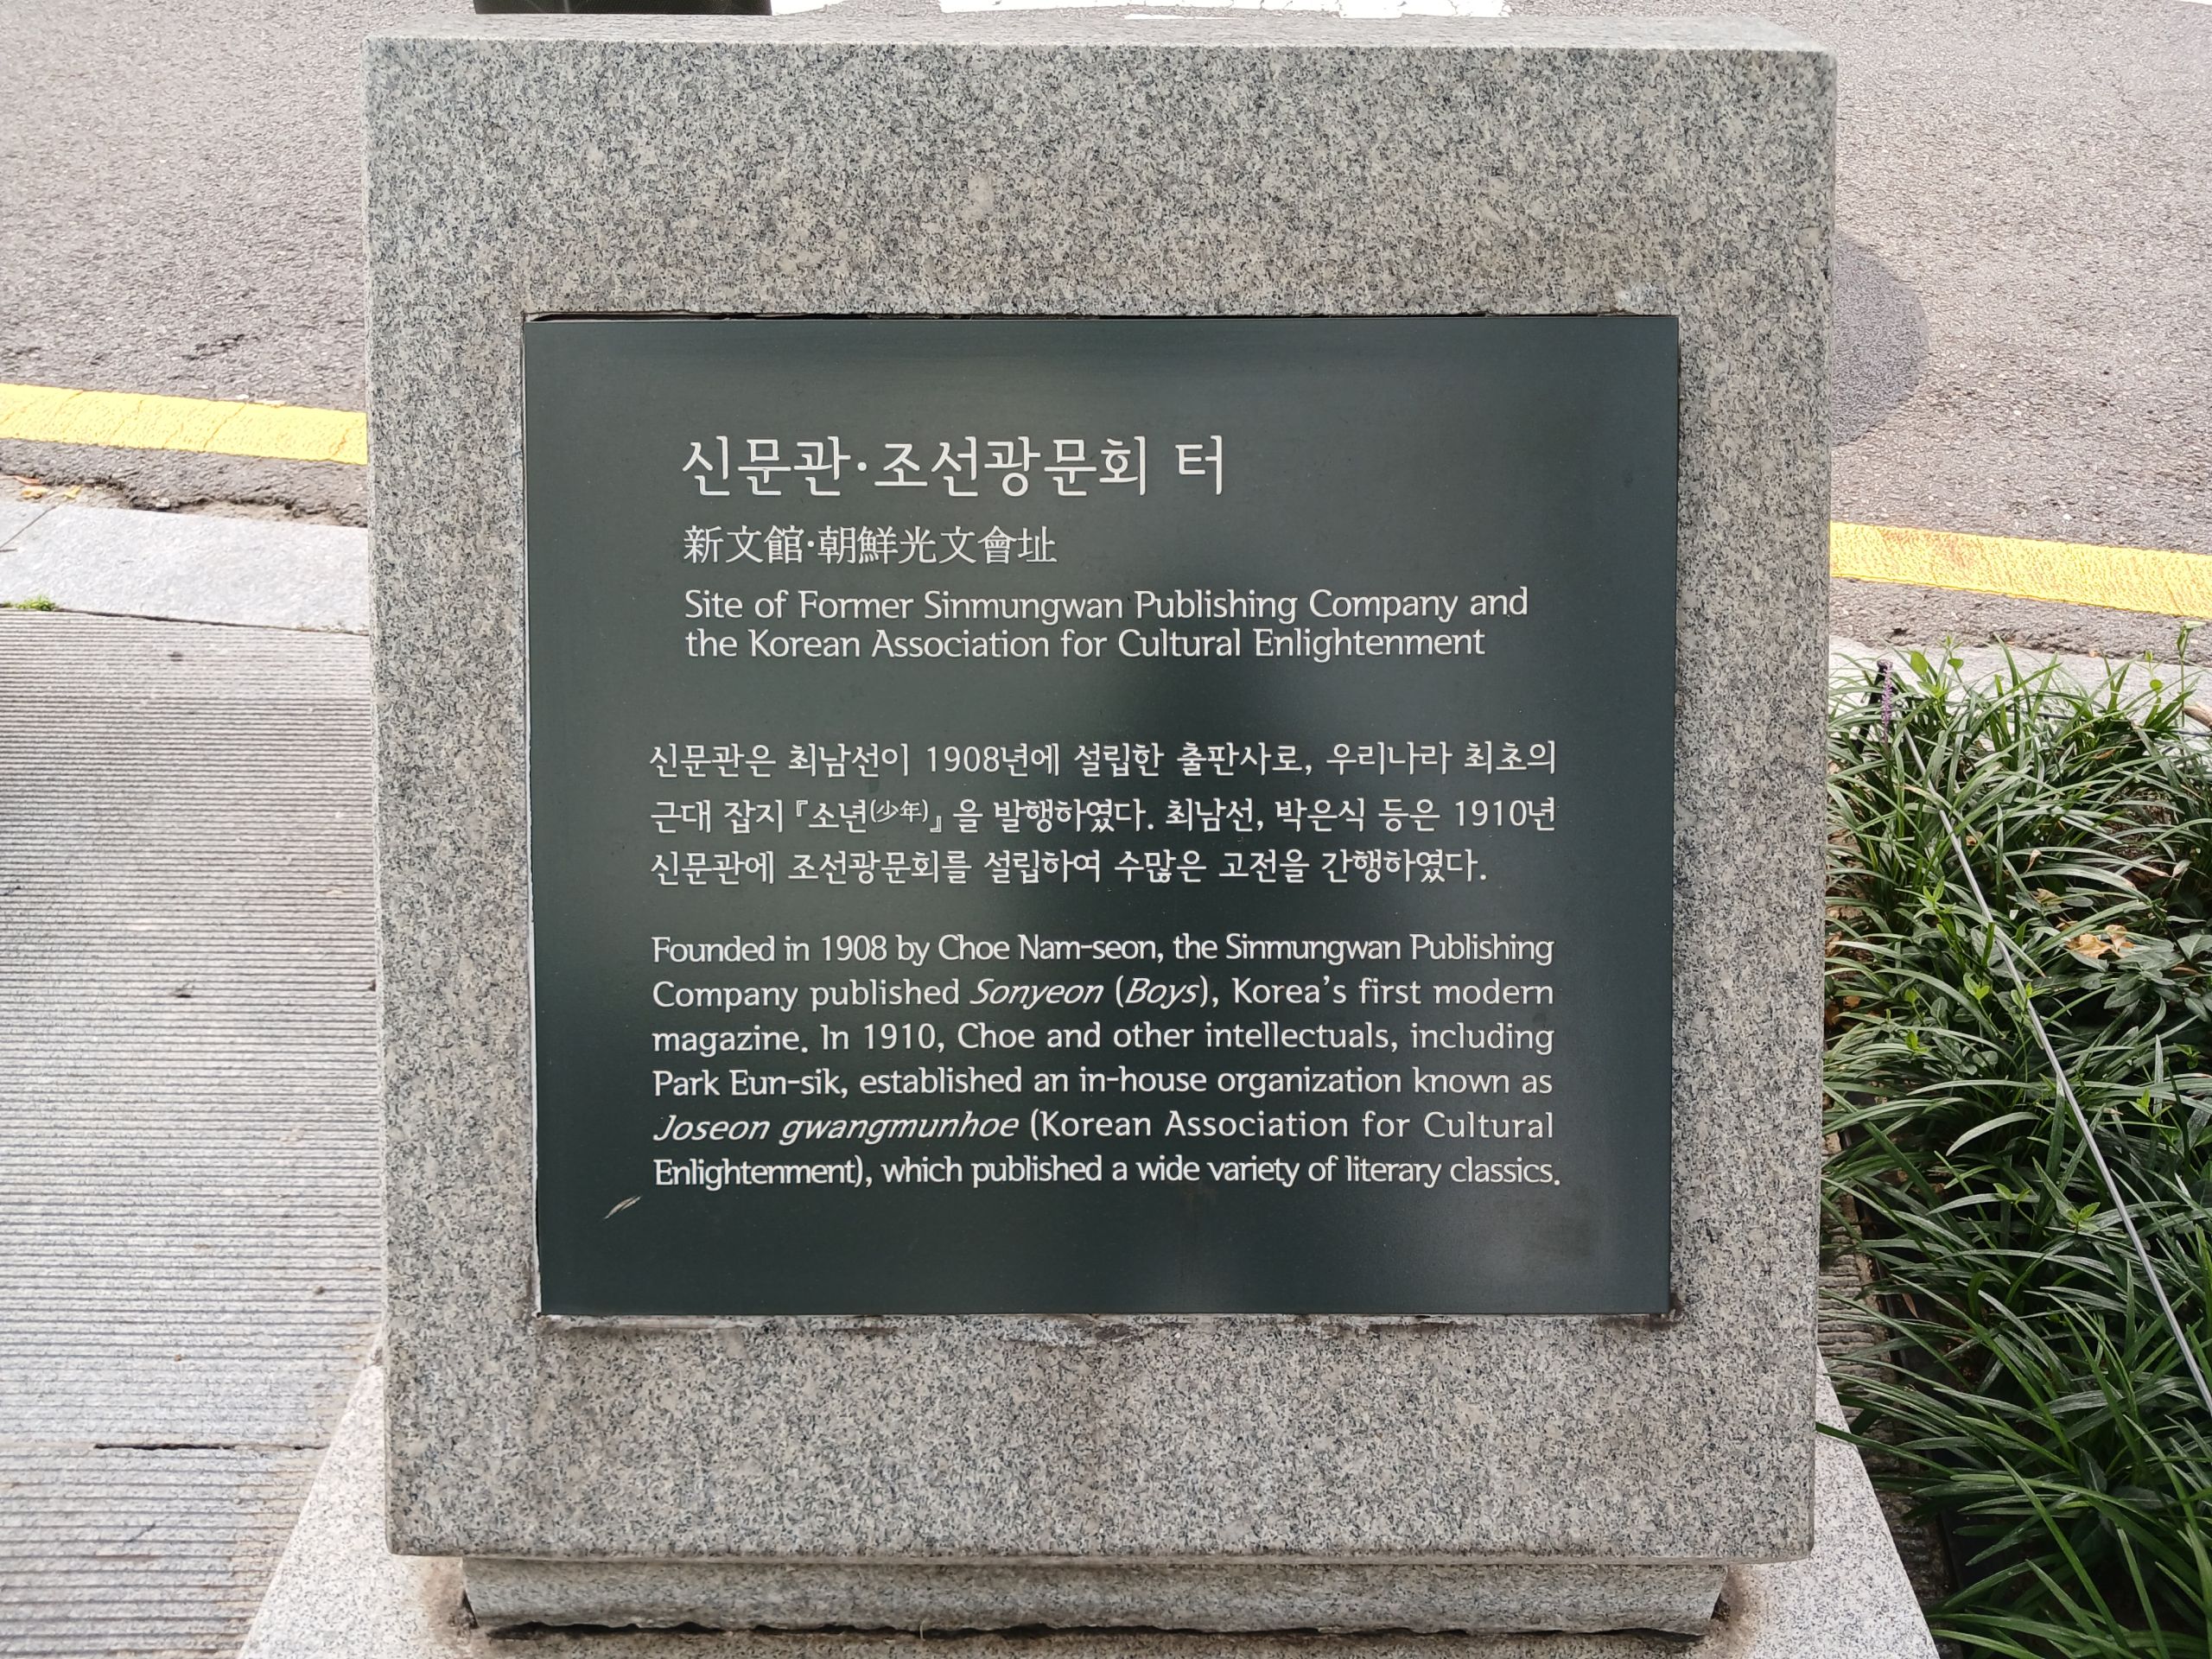 신문관·조선광문회 터
新文館·朝鮮光文會址
Site of Former Sinmungwan Publishing Company and
the Korean Association for Cultural Enlightenment
신문관은 최남선이 1908년에 설립한 출판사로, 우리나라 최초의
근대 잡지 『소년(少年)』 을 발행하였다. 최남선, 박은식 등은 1910년
신문관에 조선광문회를 설립하여 수많은 고전을 간행하였다.
Founded in 1908 by Choe Nam-seon, the Sinmungwan Publishing
Company published Sonyeon (Boys), Korea's first modern
magazine. In 1910, Choe and other intellectuals, including
Park Eun-sik, established an in-house organization known as
Joseon gwangmunhoe (Korean Association for Cultural
Enlightenment), which published a wide variety of literary classics.